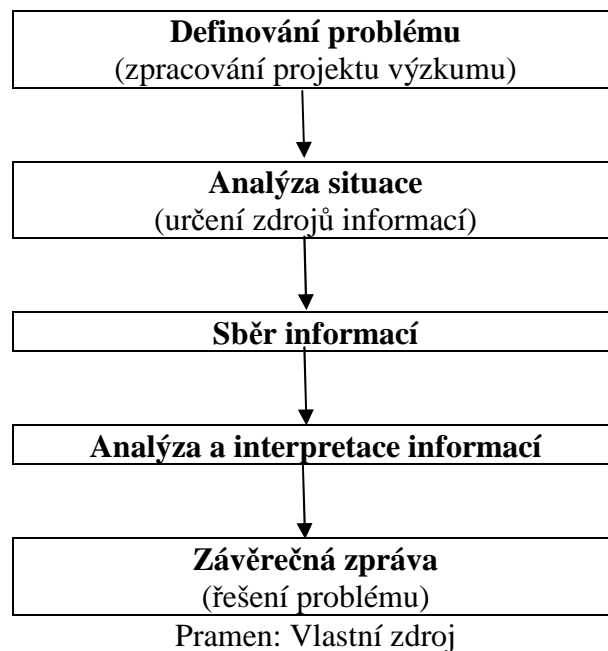 Definování problému
(zpracování projektu výzkumu)
Analýza situace
(určení zdrojů informací)
Sběr informací
Analýza a interpretace informací
Závěrečná zpráva
(řešení problému)
Pramen: Vlastní zdroj